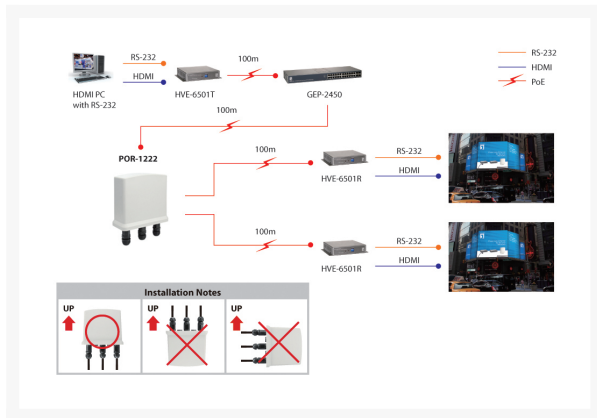 RS-232
HDMI
100m
HDMI PC
with RS-232
HVE-6501T
GEP-2450
RS-232
HDMI
PoE
100m
POR-1222
100m
RS-232
HDMI
HVE-6501R
100m
RS-232
HDMI
HVE-6501R
Installation Notes
UP
UP
UP